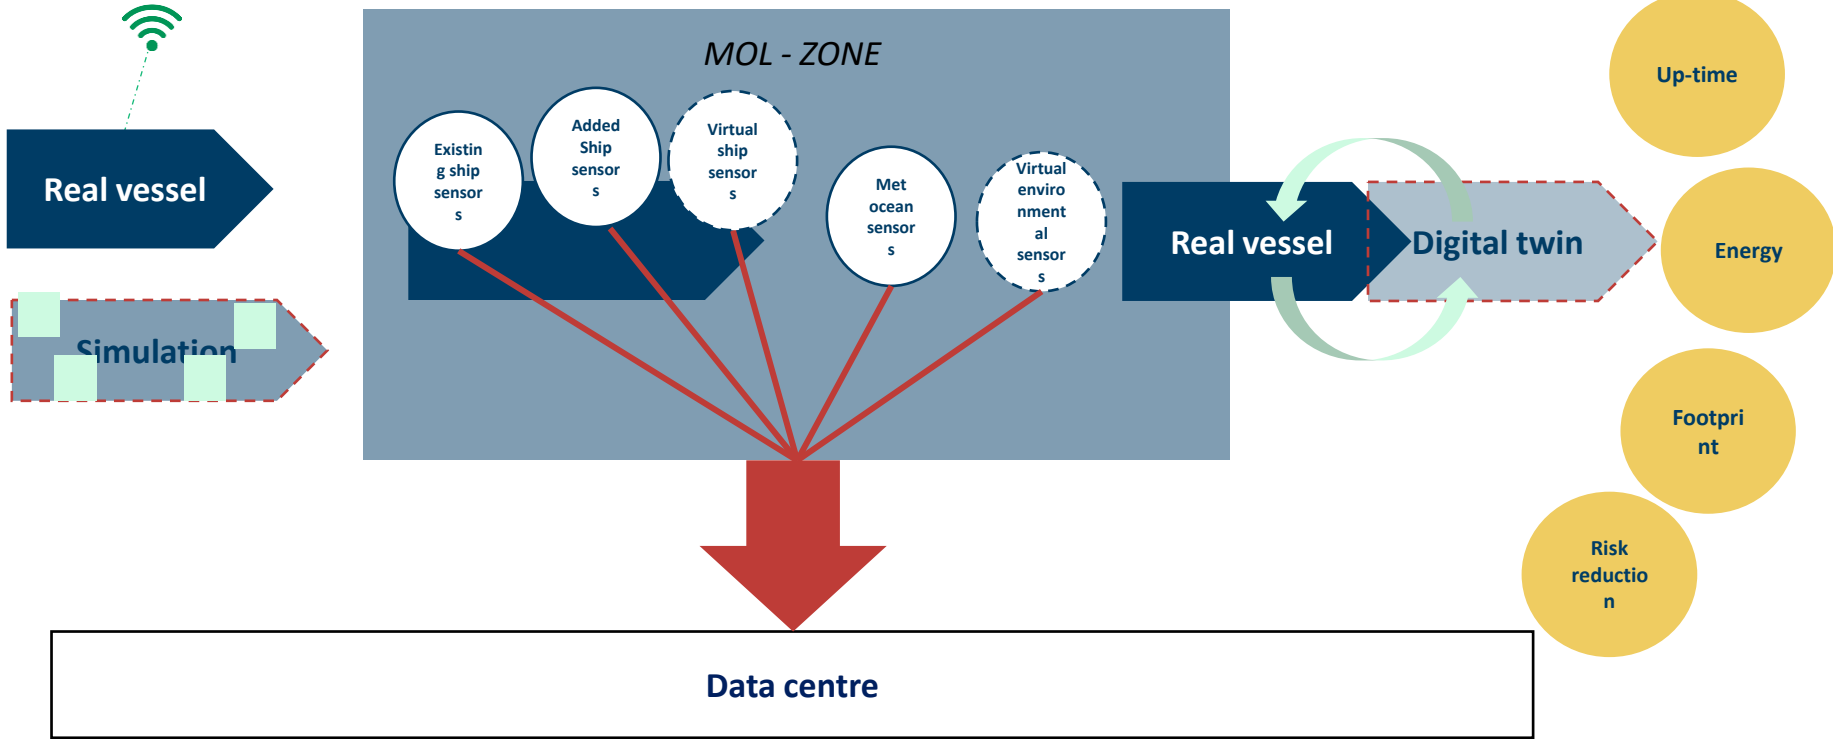 MOL - ZONE
Real vessel
Simulation
Existin
g ship
sensor
s
Added
Ship
sensor
s
Virtual
ship
sensor
s
Met
ocean
sensor
s
Virtual
enviro
nment
al
sensor
s
Real vessel
Digital twin
Up-time
Energy
Footpri
nt
Risk
reductio
n
Data centre